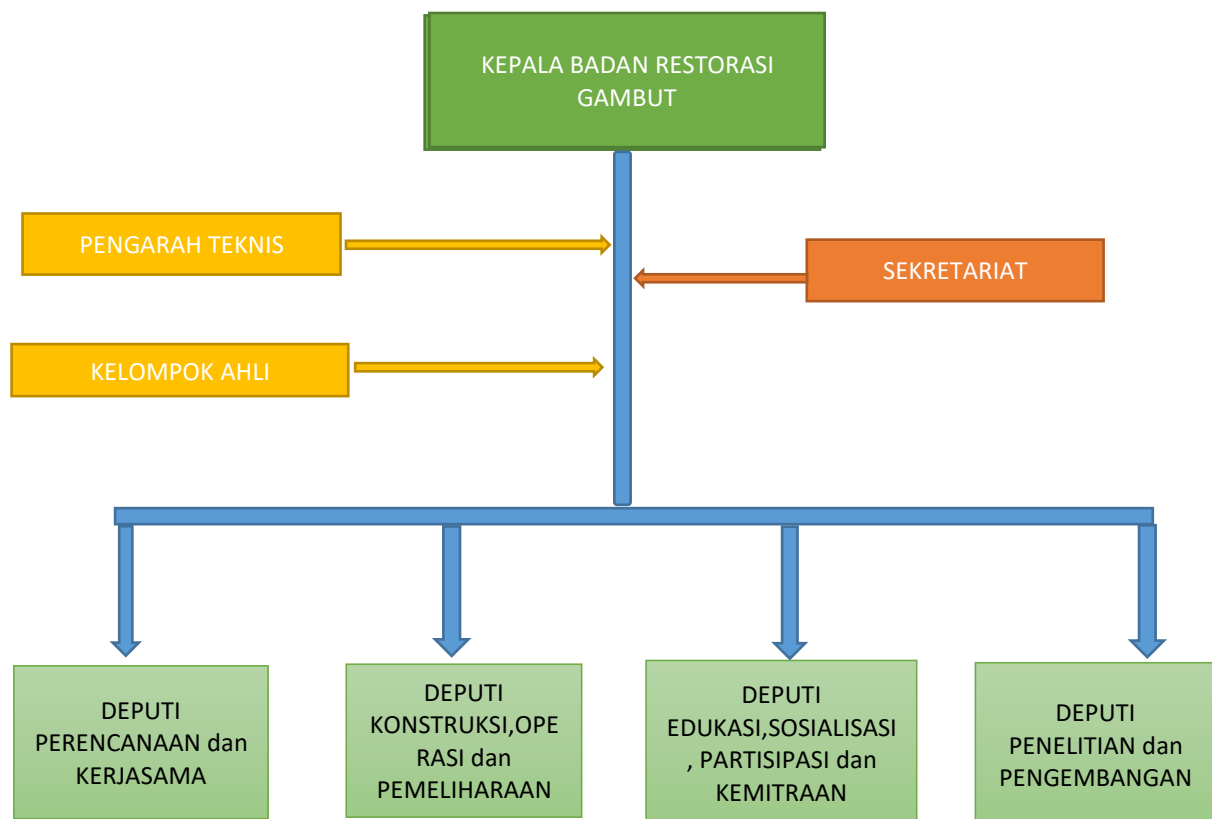 KEPALA BADAN RESTORASI
GAMBUT
PENGARAH TEKNIS
SEKRETARIAT
KELOMPOK AHLI
DEPUTI
PERENCANAAN dan
KERJASAMA
DEPUTI
KONSTRUKSI,OPE
RASI dan
PEMELIHARAAN
DEPUTI
EDUKASI,SOSIALISASI
, PARTISIPASI dan
KEMITRAAN
DEPUTI
PENELITIAN dan
PENGEMBANGAN